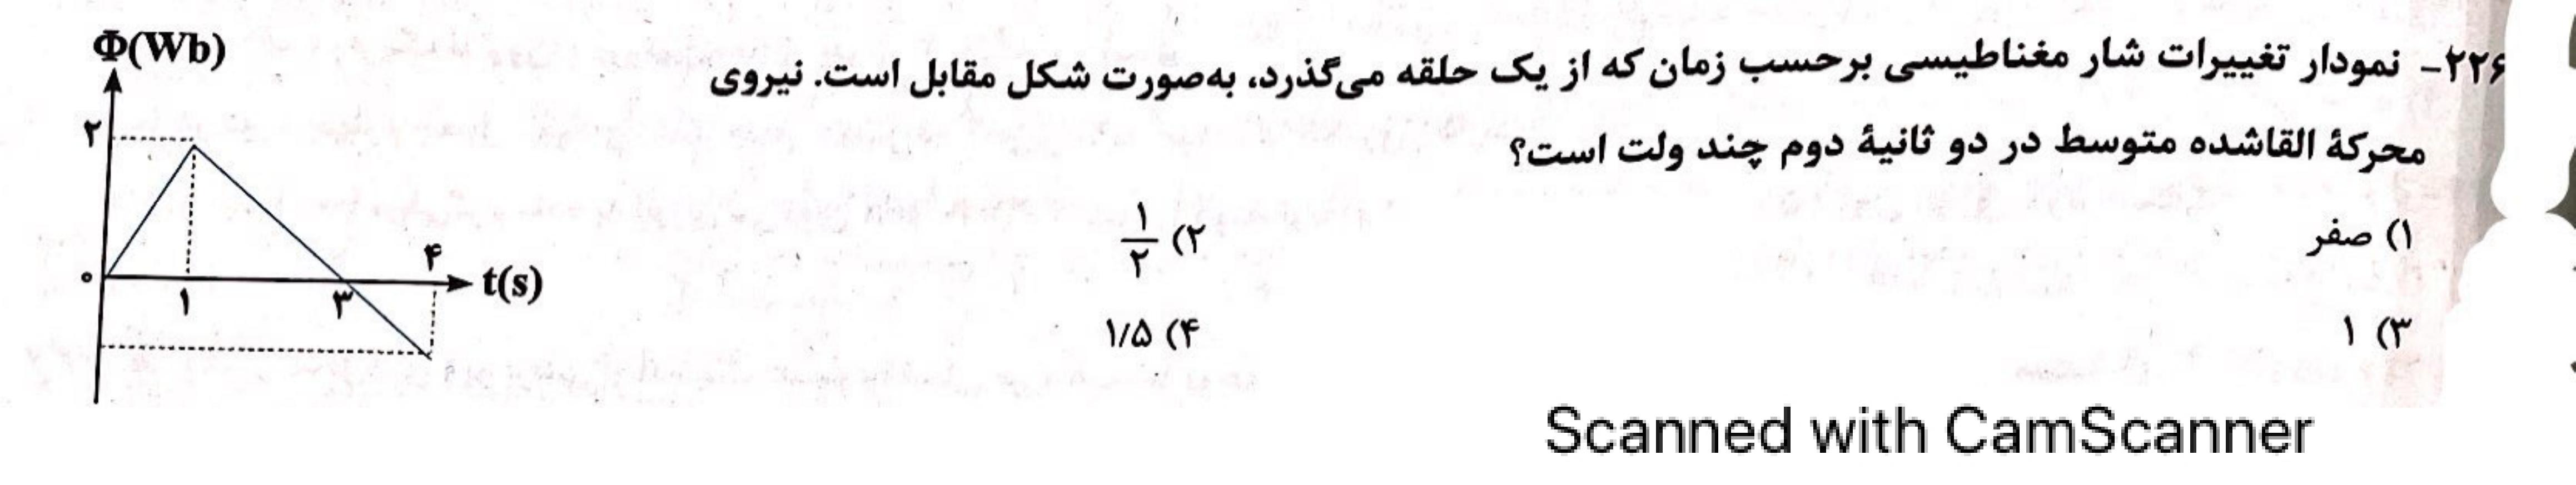 ۲۲۶- نمودار تغییرات شار مغناطیسی برحسب زمان که از یک حلقه می‌گذرد، به‌صورت شکل مقابل است. نیروی
محرکهٔ القاشده متوسط در دو ثانیهٔ دوم چند ولت است؟
۱) صفر
۲) ۱/۲
۳) ۱
۴) ۱/۵
Φ(Wb)
۲
۰
۱
۳
۴
t(s)
Scanned with CamScanner